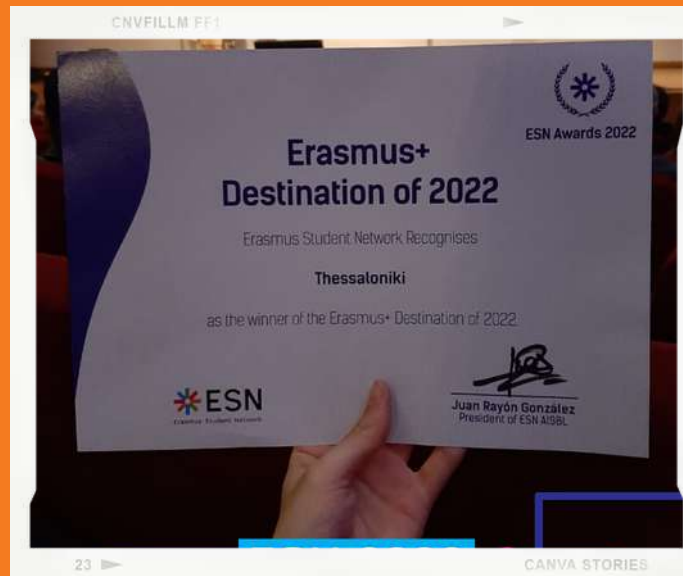 CNVFILLM FF1
ESN Awards 2022
Erasmus+
Destination of 2022
Erasmus Student Network Recognises
Thessaloniki
as the winner of the Erasmus+ Destination of 2022
ESN
Erasmus Student Network
Juan Rayón González
President of ESN AISBL
23
CANVA STORIES